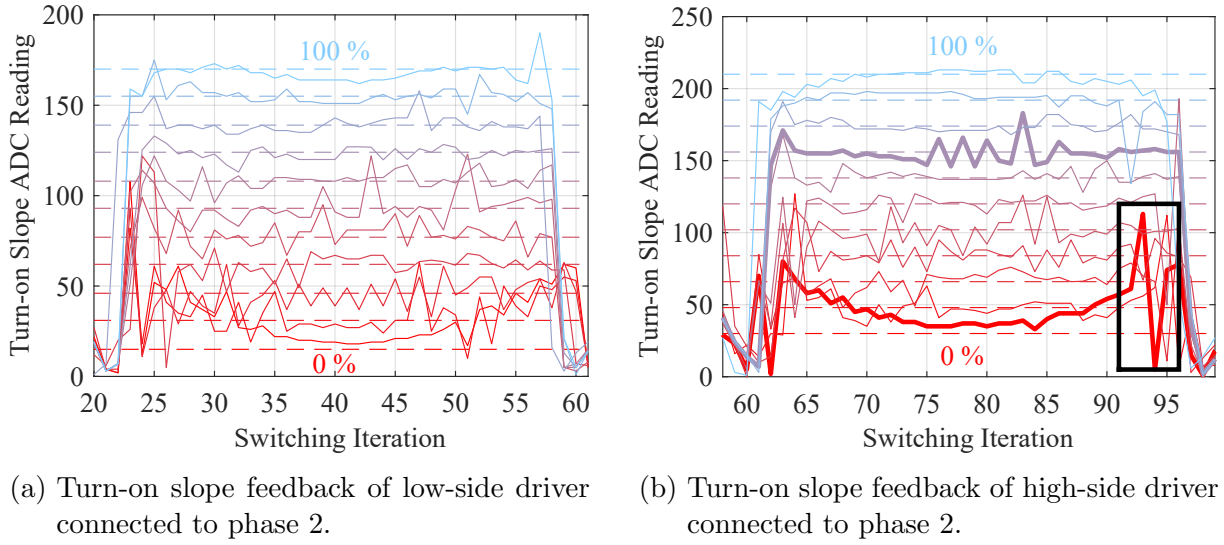 200
150
100
50
0
Turn-on Slope ADC Reading
100 %
0 %
20 25 30 35 40 45 50 55 60
Switching Iteration
(a) Turn-on slope feedback of low-side driver
connected to phase 2.
250
200
150
100
50
0
Turn-on Slope ADC Reading
100 %
0 %
60 65 70 75 80 85 90 95
Switching Iteration
(b) Turn-on slope feedback of high-side driver
connected to phase 2.